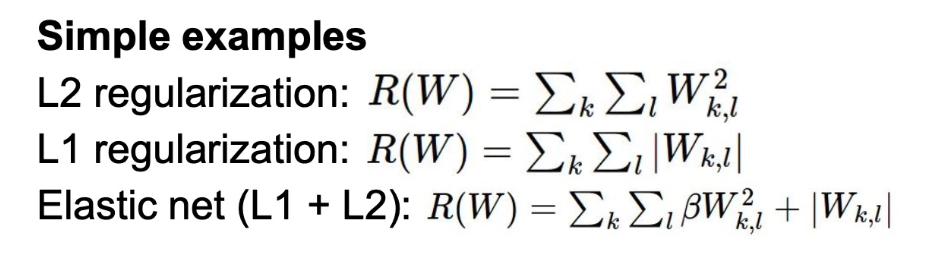 Simple examples
L2 regularization: R(W) = ∑ₖ ∑ₗ W²ₖ,ₗ
L1 regularization: R(W) = ∑ₖ ∑ₗ |Wₖ,ₗ|
Elastic net (L1 + L2): R(W) = ∑ₖ ∑ₗ βW²ₖ,ₗ + |Wₖ,ₗ|